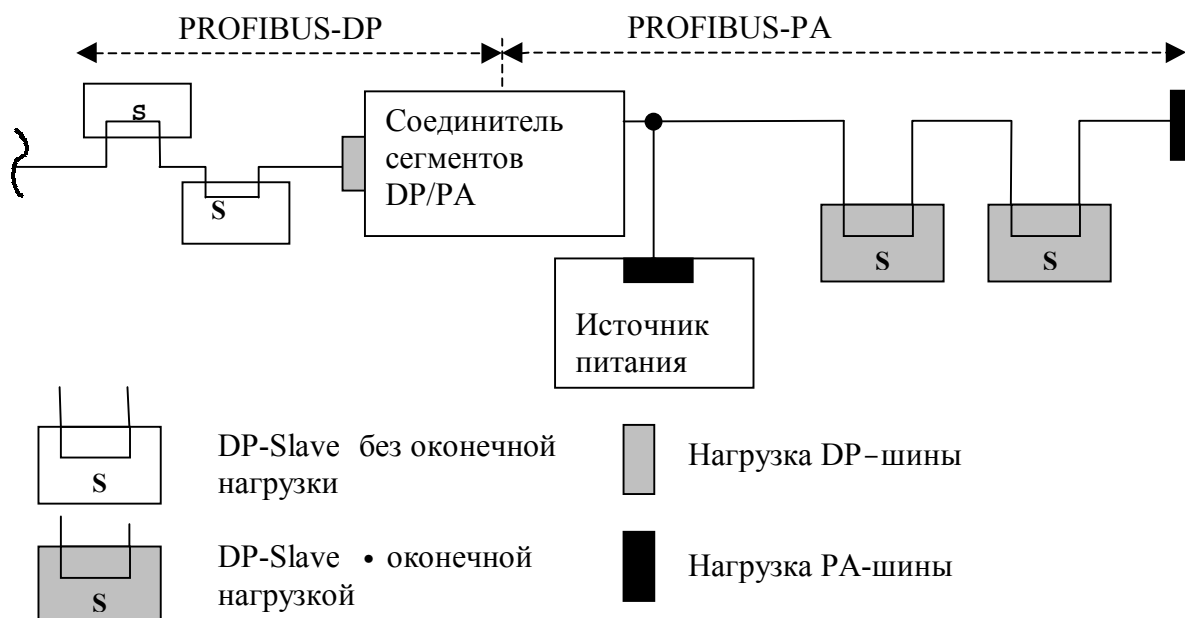 PROFIBUS-DP
PROFIBUS-PA
S
S
Соединитель
сегментов
DP/PA
S
S
Источник
питания
S
DP-Slave без оконечной
нагрузки
Нагрузка DP-шины
S
DP-Slave • оконечной
нагрузкой
Нагрузка PA-шины